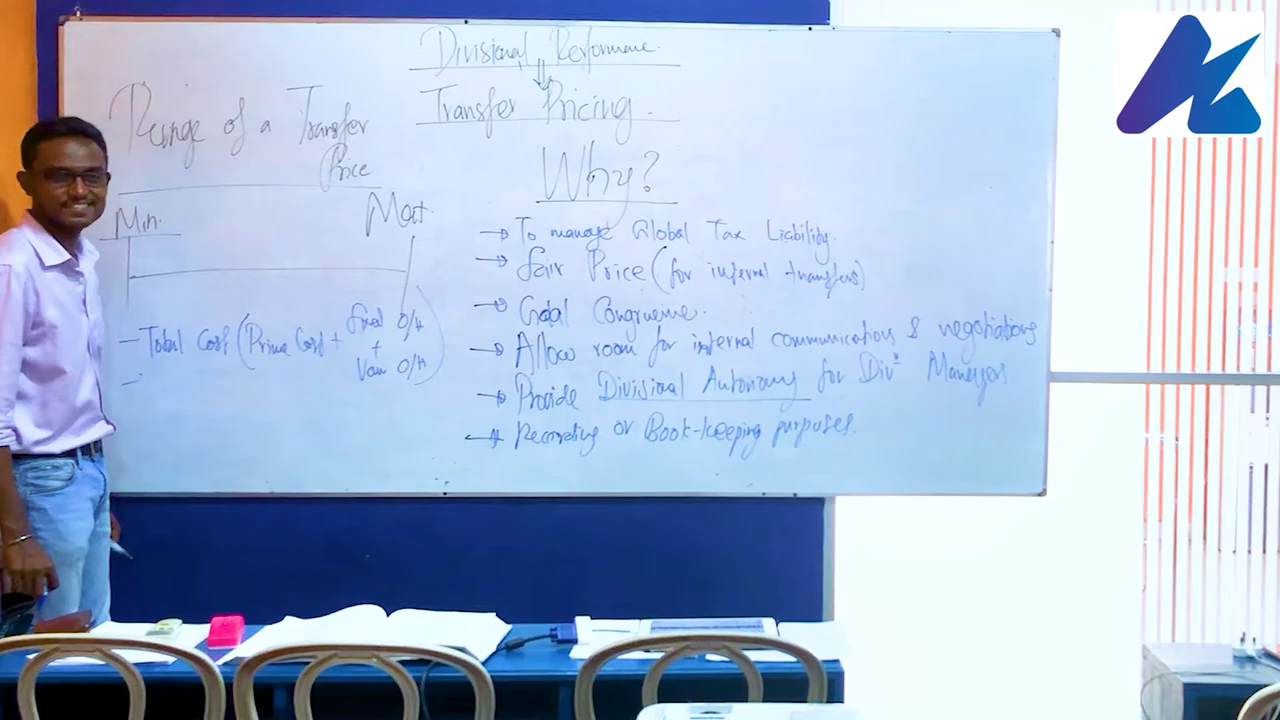 Divisional Performance
Transfer Pricing.
Range of a Transfer
Price
Min.
Max.
- Total Cost (Prime Cost + Fixed O/H
+
Vari O/H)
Why?
→ To manage Global Tax Liability.
→ Fair Price (for internal transfers)
→ Goal Congruence.
→ Allow room for internal communications & negotiations
→ Provide Divisional Autonomy for Divⁿ Managers
→ Recording or Book-keeping purposes.